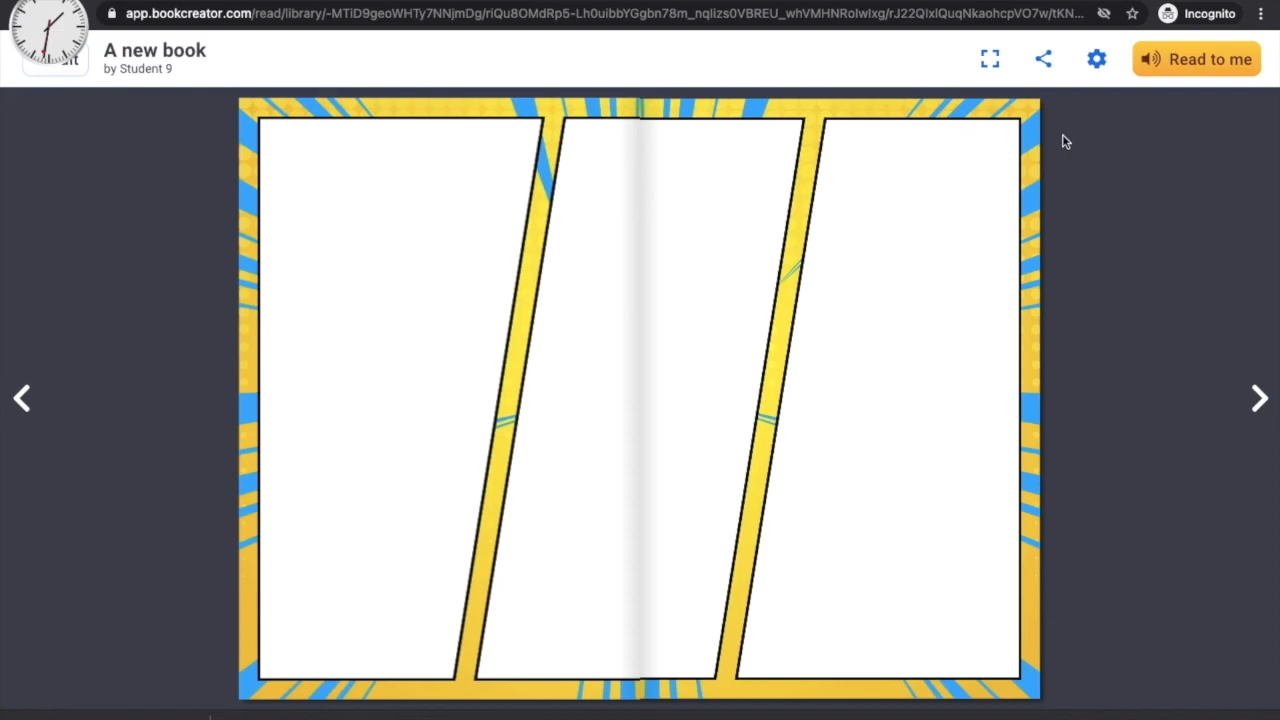 app.bookcreator.com/read/library/-MTiD9geoWHTy7NNjmDg/riQu8OMdRp5-Lh0uibbYGgbn78m_nqlizs0VBREU_whVMHNRolwlxg/rJ22QlxlQuqNkaohcpVO7w/tKN...
Incognito
A new book
by Student 9
Read to me